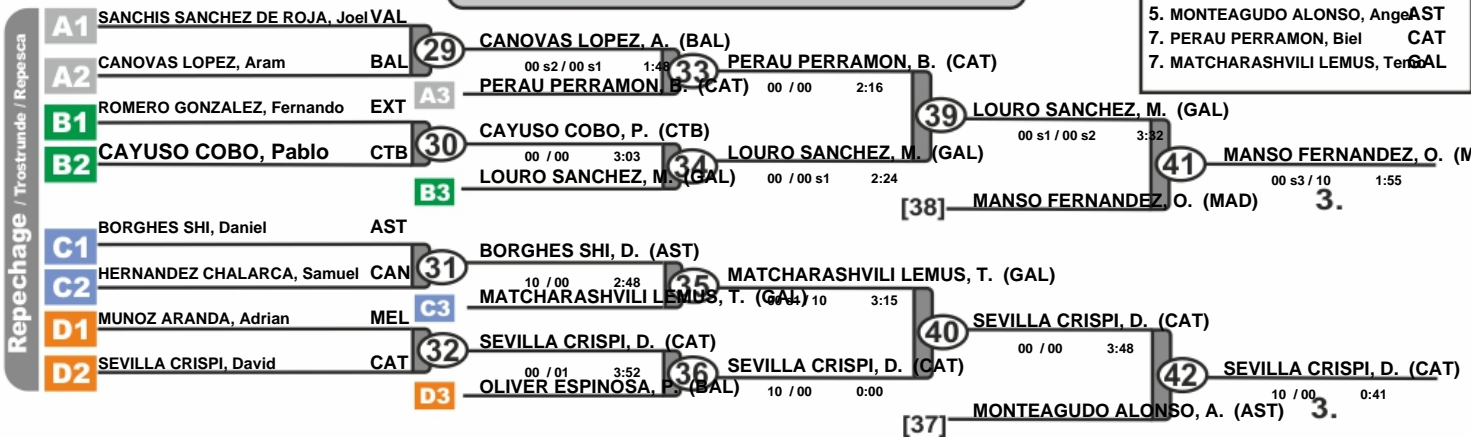 Repechage / Trostrunde / Repesca
5. MONTEAGUDO ALONSO, Angel AST
7. PERAU PERRAMON, Biel CAT
7. MATCHARASHVILI LEMUS, Temo GAL
A1 SANCHIS SANCHEZ DE ROJA, Joel VAL
A2 CANOVAS LOPEZ, Aram BAL
B1 ROMERO GONZALEZ, Fernando EXT
B2 CAYUSO COBO, Pablo CTB
C1 BORGHES SHI, Daniel AST
C2 HERNANDEZ CHALARCA, Samuel CAN
D1 MUNOZ ARANDA, Adrian MEL
D2 SEVILLA CRISPI, David CAT
29 CANOVAS LOPEZ, A. (BAL)
00 s2 / 00 s1 1:48
A3 PERAU PERRAMON, B. (CAT)
30 CAYUSO COBO, P. (CTB)
00 / 00 3:03
B3 LOURO SANCHEZ, M. (GAL)
31 BORGHES SHI, D. (AST)
10 / 00 2:48
C3 MATCHARASHVILI LEMUS, T. (GAL)
32 SEVILLA CRISPI, D. (CAT)
00 / 01 3:52
D3 OLIVER ESPINOSA, P. (BAL)
33 PERAU PERRAMON, B. (CAT)
00 / 00 2:16
34 LOURO SANCHEZ, M. (GAL)
00 / 00 s1 2:24
35 MATCHARASHVILI LEMUS, T. (GAL)
00 s1 / 10 3:15
36 SEVILLA CRISPI, D. (CAT)
10 / 00 0:00
39 LOURO SANCHEZ, M. (GAL)
00 s1 / 00 s2 3:32
[38] MANSO FERNANDEZ, O. (MAD)
40 SEVILLA CRISPI, D. (CAT)
00 / 00 3:48
[37] MONTEAGUDO ALONSO, A. (AST)
41 MANSO FERNANDEZ, O. (M
00 s3 / 10 1:55
3.
42 SEVILLA CRISPI, D. (CAT)
10 / 00 0:41
3.